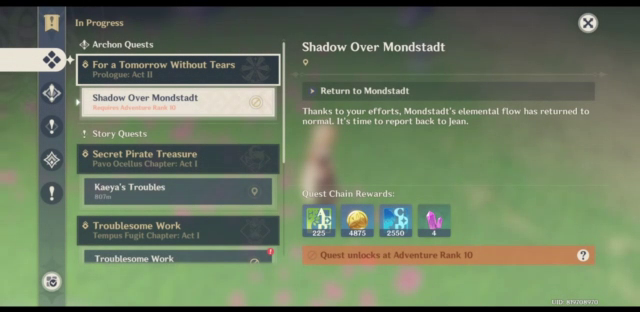 In Progress
Archon Quests
For a Tomorrow Without Tears
Prologue: Act II
Shadow Over Mondstadt
Requires Adventure Rank 10
Story Quests
Secret Pirate Treasure
Pavo Ocellus Chapter: Act I
Kaeya's Troubles
807m
Troublesome Work
Tempus Fugit Chapter: Act I
Troublesome Work
Shadow Over Mondstadt
Return to Mondstadt
Thanks to your efforts, Mondstadt's elemental flow has returned to
normal. It's time to report back to Jean.
Quest Chain Rewards:
225 4875 2550 4
Quest unlocks at Adventure Rank 10 ?